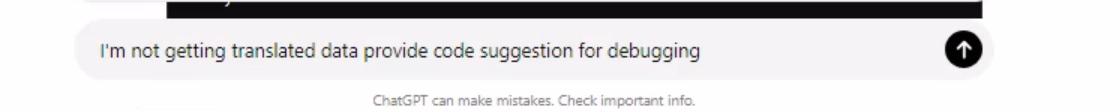 I'm not getting translated data provide code suggestion for debugging
ChatGPT can make mistakes. Check important info.